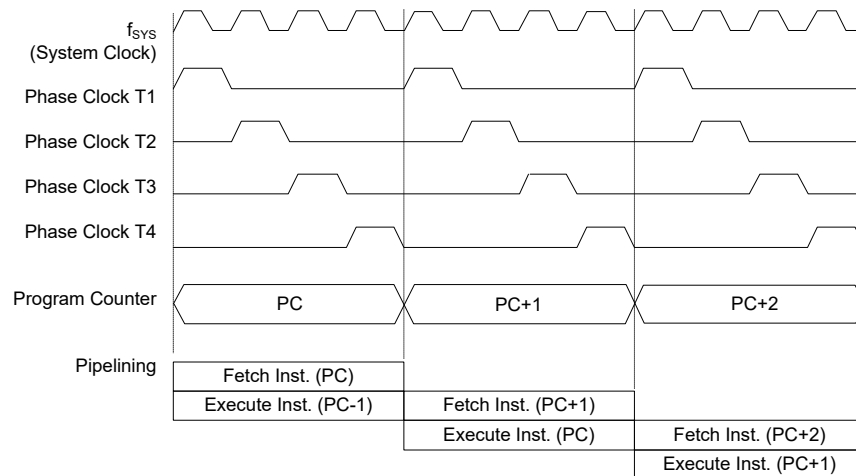 fSYS
(System Clock)
Phase Clock T1
Phase Clock T2
Phase Clock T3
Phase Clock T4
Program Counter
PC
PC+1
PC+2
Pipelining
Fetch Inst. (PC)
Execute Inst. (PC-1)
Fetch Inst. (PC+1)
Execute Inst. (PC)
Fetch Inst. (PC+2)
Execute Inst. (PC+1)